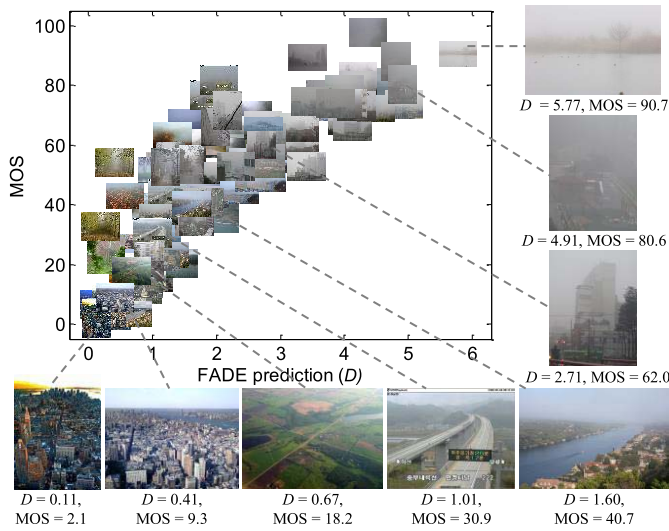 100
80
60
40
20
0
MOS
0 1 2 3 4 5 6
FADE prediction (D)
D = 5.77, MOS = 90.7
D = 4.91, MOS = 80.6
D = 2.71, MOS = 62.0
D = 0.11,
MOS = 2.1
D = 0.41,
MOS = 9.3
D = 0.67,
MOS = 18.2
D = 1.01,
MOS = 30.9
D = 1.60,
MOS = 40.7